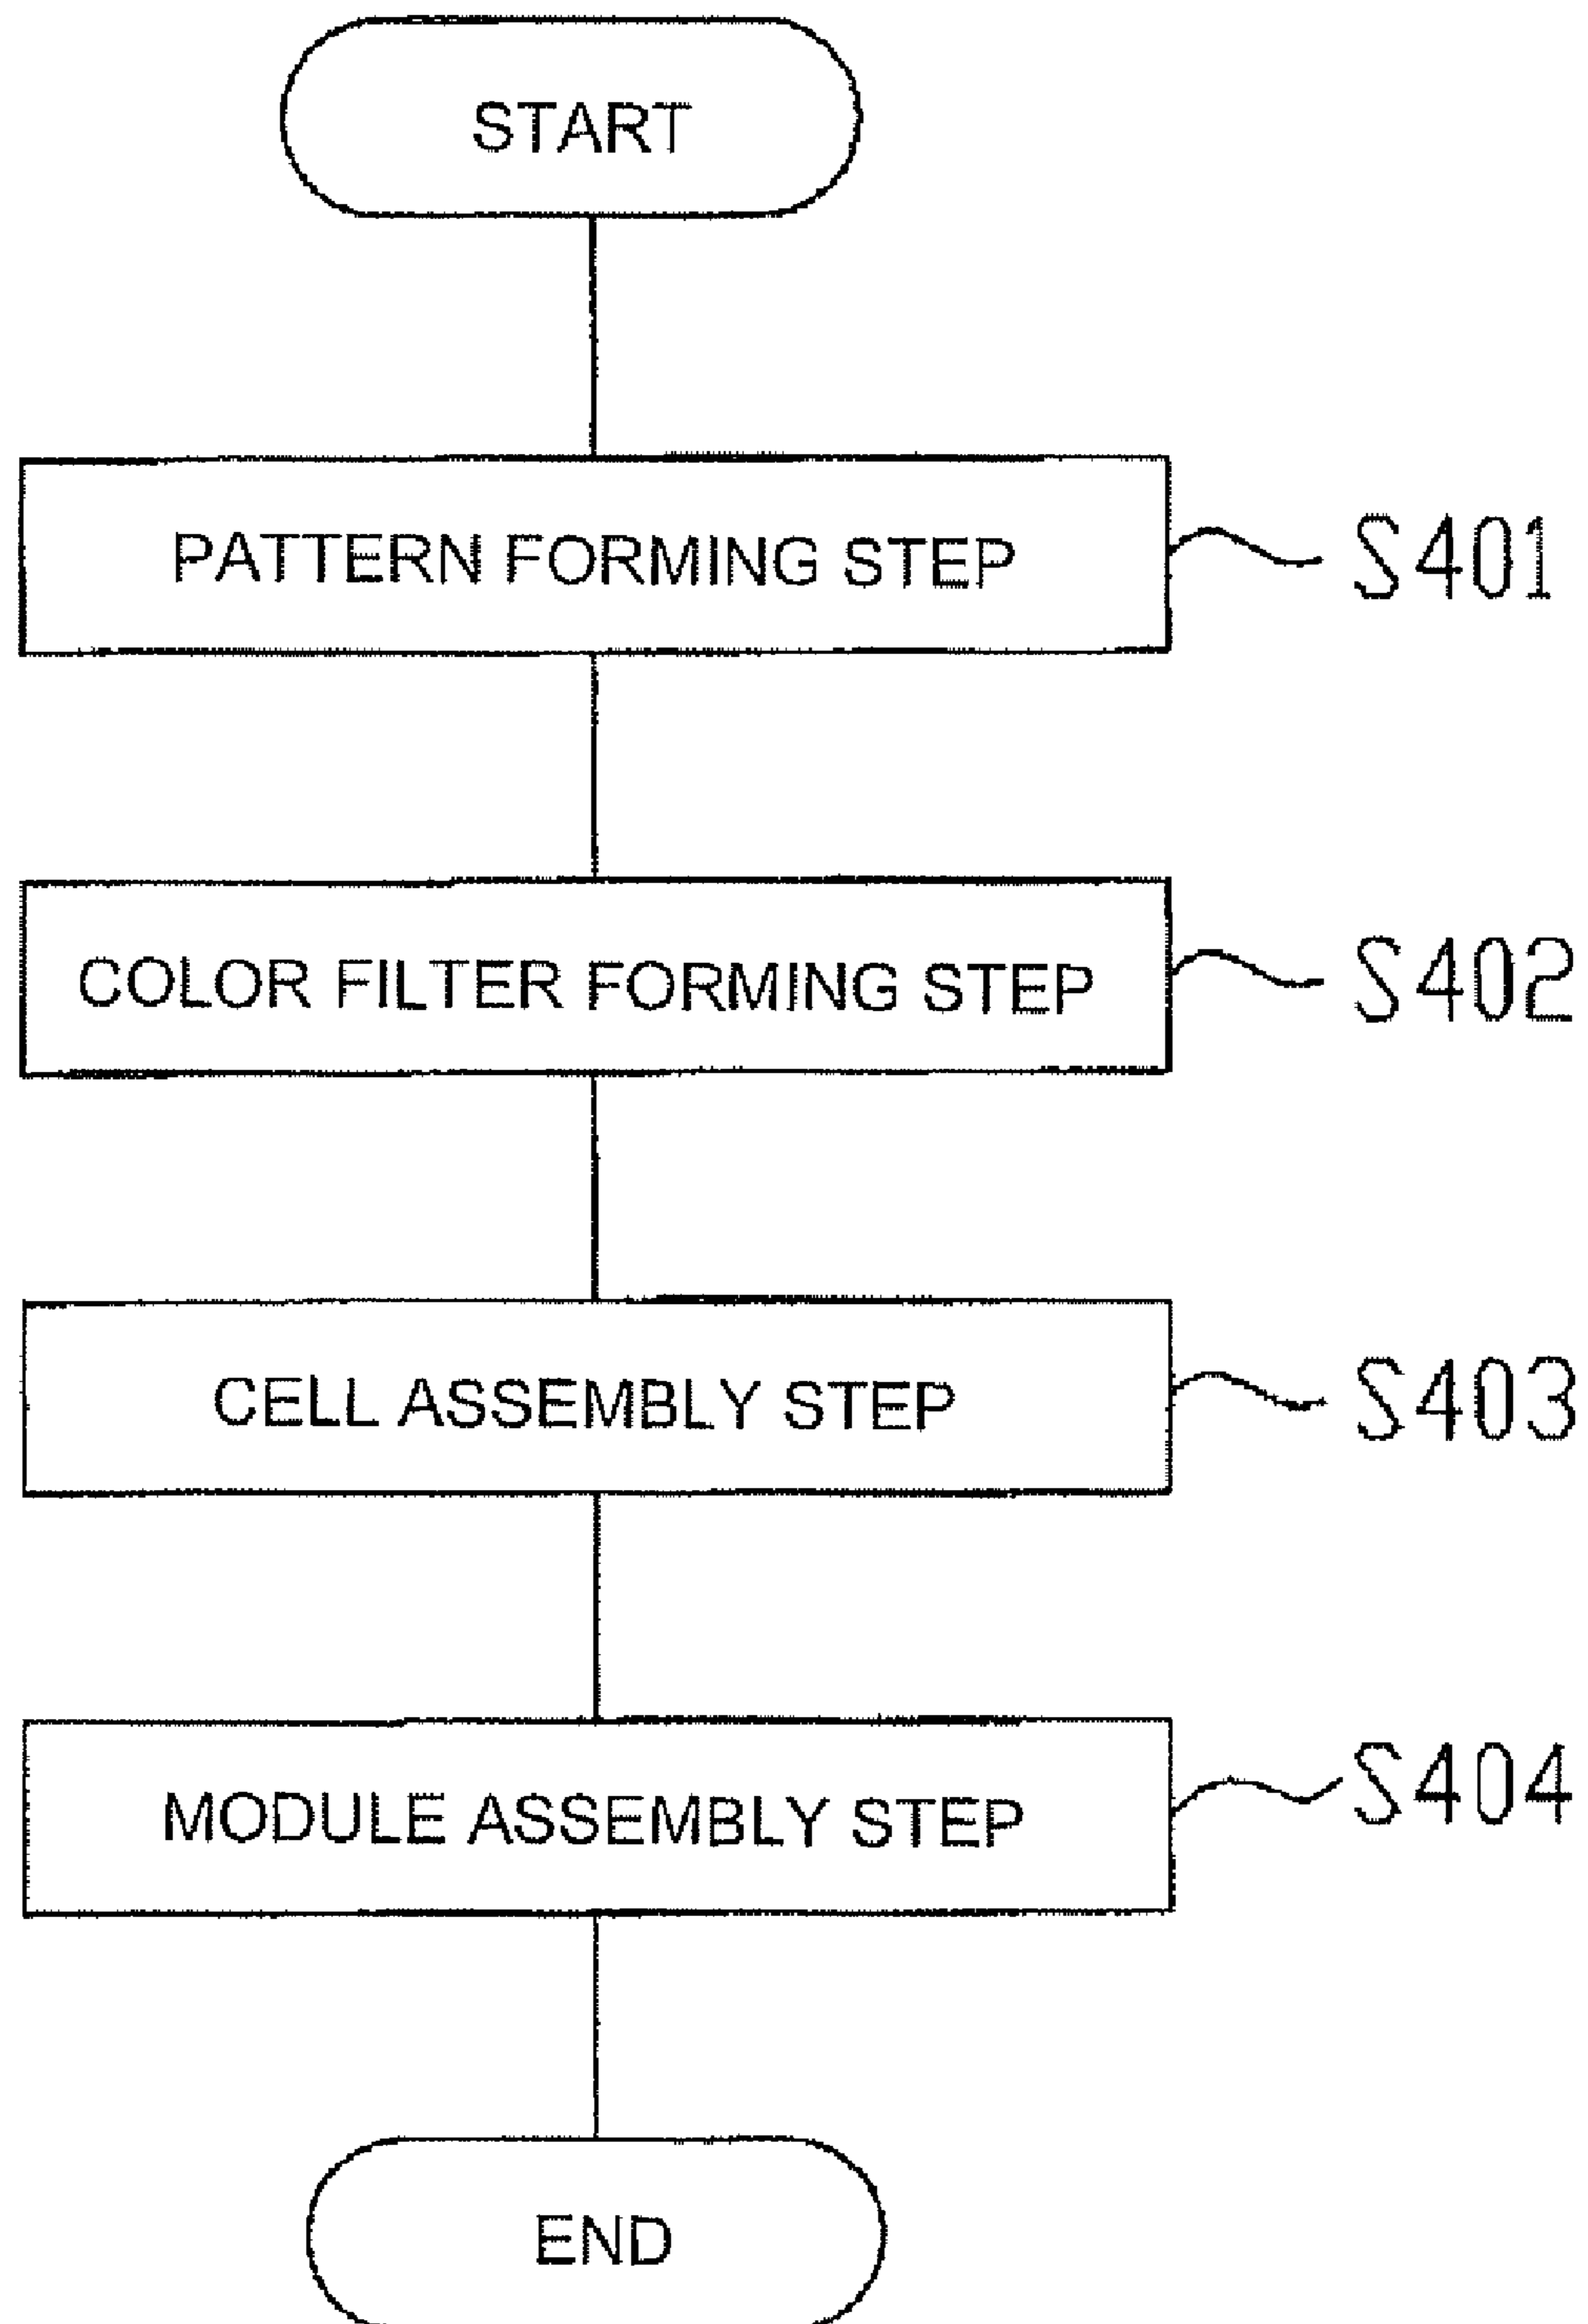 START
PATTERN FORMING STEP
S401
COLOR FILTER FORMING STEP
S402
CELL ASSEMBLY STEP
S403
MODULE ASSEMBLY STEP
S404
END